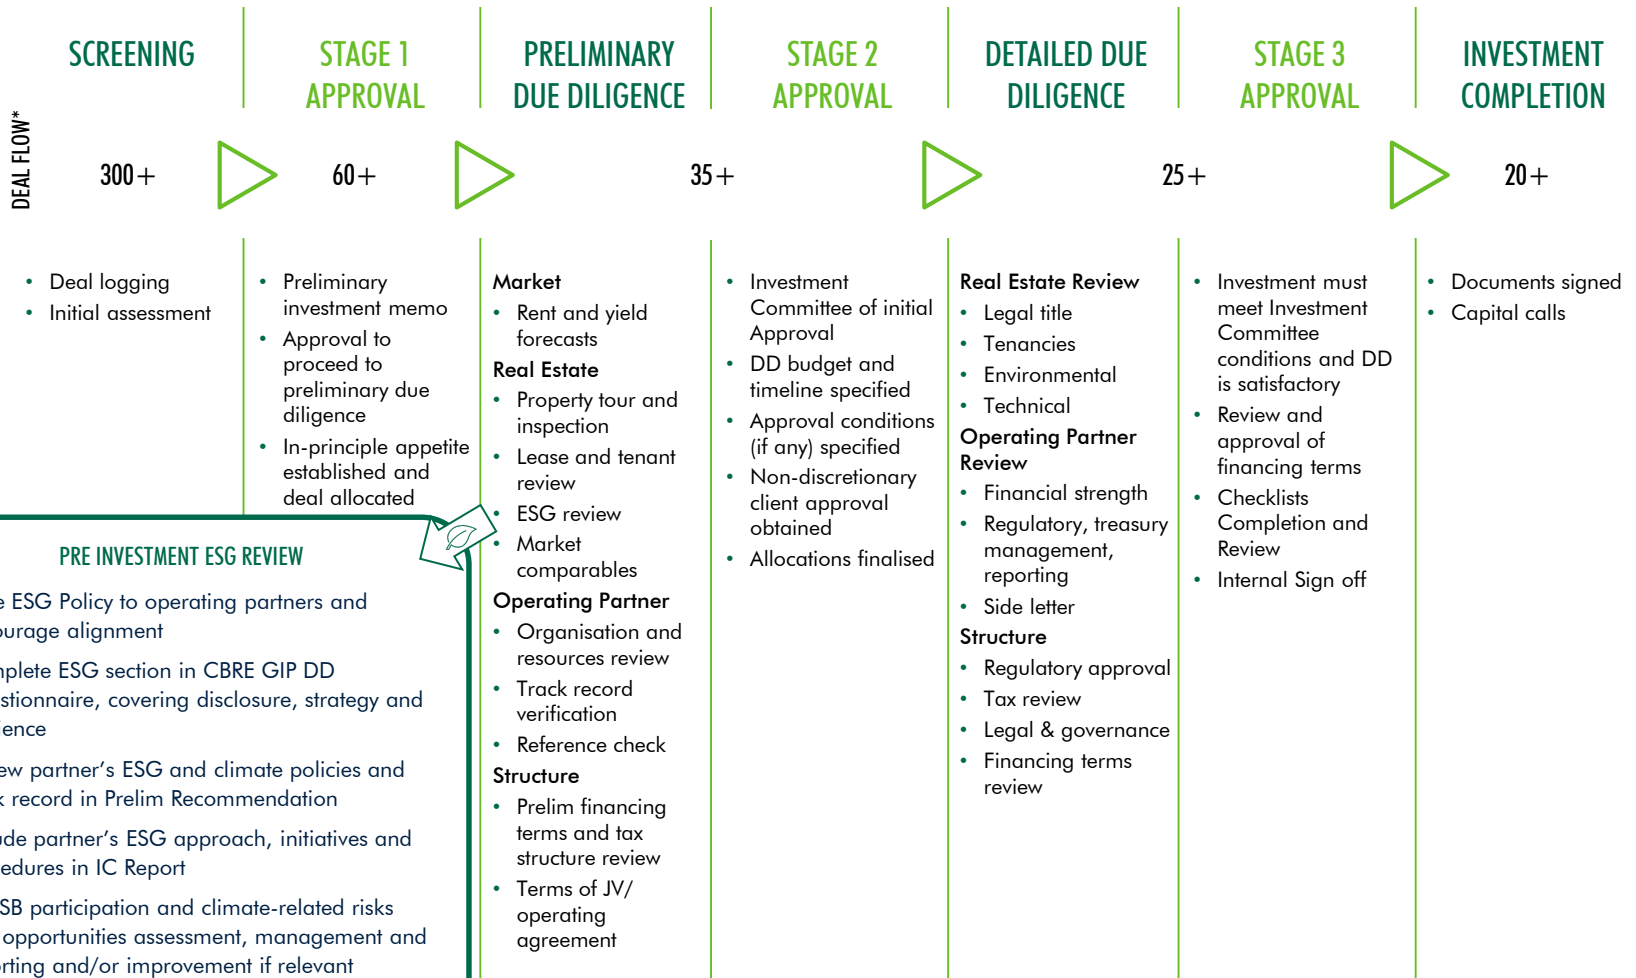 SCREENING
STAGE 1
APPROVAL
PRELIMINARY
DUE DILIGENCE
STAGE 2
APPROVAL
DETAILED DUE
DILIGENCE
STAGE 3
APPROVAL
INVESTMENT
COMPLETION
DEAL FLOW*
300+
60+
35+
25+
20+
• Deal logging
• Initial assessment
• Preliminary
investment memo
• Approval to
proceed to
preliminary due
diligence
• In-principle appetite
established and
deal allocated
Market
• Rent and yield
forecasts
Real Estate
• Property tour and
inspection
• Lease and tenant
review
• ESG review
• Market
comparables
Operating Partner
• Organisation and
resources review
• Track record
verification
• Reference check
Structure
• Prelim financing
terms and tax
structure review
• Terms of JV/
operating
agreement
• Investment
Committee of initial
Approval
• DD budget and
timeline specified
• Approval conditions
(if any) specified
• Non-discretionary
client approval
obtained
• Allocations finalised
Real Estate Review
• Legal title
• Tenancies
• Environmental
• Technical
Operating Partner
Review
• Financial strength
• Regulatory, treasury
management,
reporting
• Side letter
Structure
• Regulatory approval
• Tax review
• Legal & governance
• Financing terms
review
• Investment must
meet Investment
Committee
conditions and DD
is satisfactory
• Review and
approval of
financing terms
• Checklists
Completion and
Review
• Internal Sign off
• Documents signed
• Capital calls
PRE INVESTMENT ESG REVIEW
ESG Policy to operating partners and
alignment
ESG section in CBRE GIP DD
covering disclosure, strategy and
partner's ESG and climate policies and
record in Prelim Recommendation
partner's ESG approach, initiatives and
in IC Report
participation and climate-related risks
opportunities assessment, management and
and/or improvement if relevant